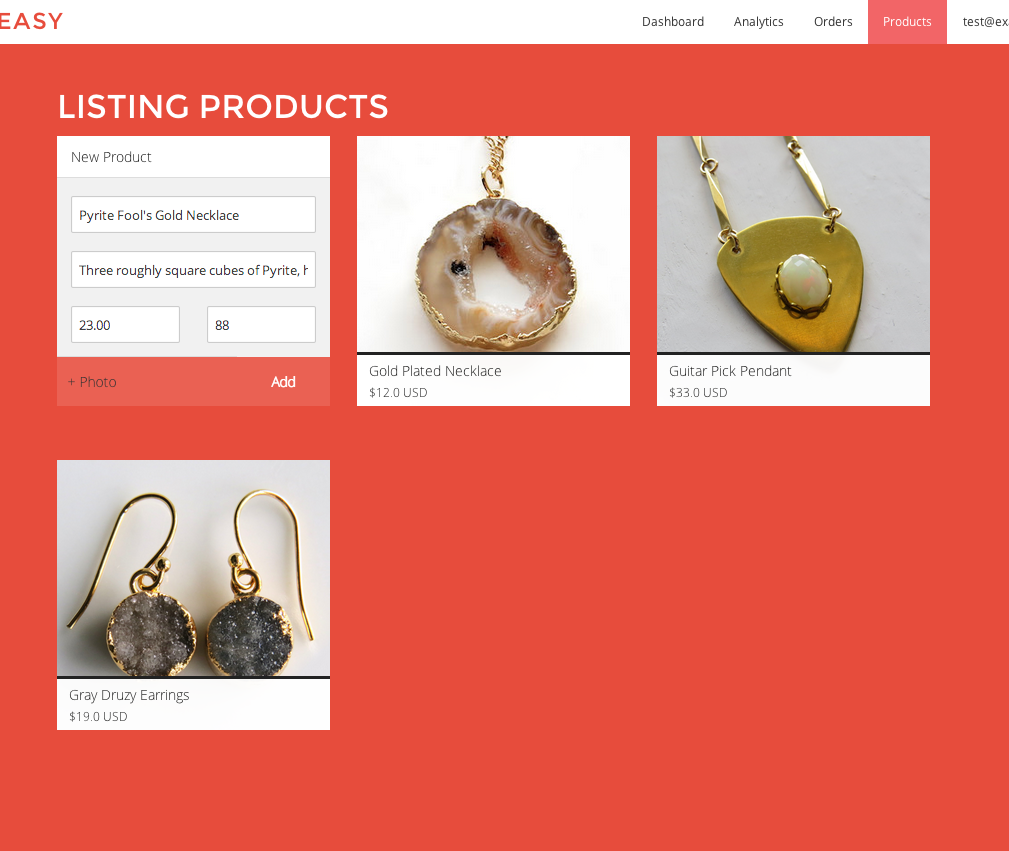 EASY
Dashboard Analytics Orders Products test@ex
LISTING PRODUCTS
New Product
Pyrite Fool's Gold Necklace
Three roughly square cubes of Pyrite, h
23.00 88
+ Photo Add
Gold Plated Necklace
$12.0 USD
Guitar Pick Pendant
$33.0 USD
Gray Druzy Earrings
$19.0 USD